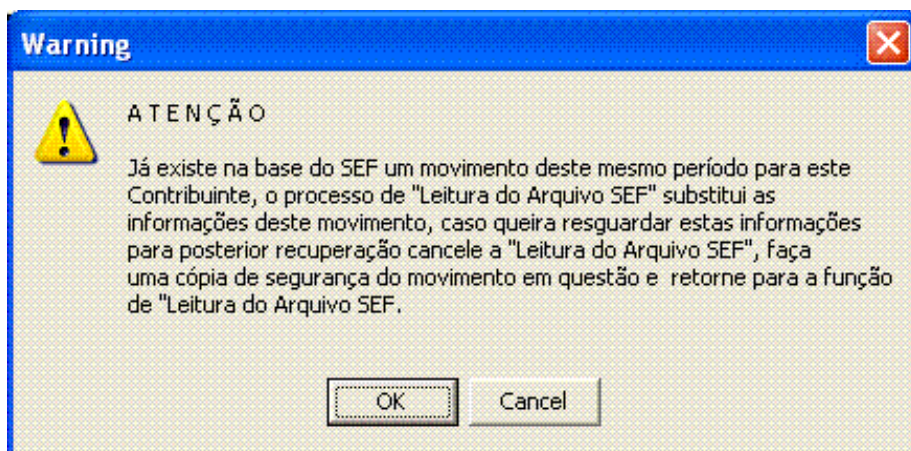 Warning
A T E N Ç Ã O
Já existe na base do SEF um movimento deste mesmo período para este
Contribuinte, o processo de "Leitura do Arquivo SEF" substitui as
informações deste movimento, caso queira resguardar estas informações
para posterior recuperação cancele a "Leitura do Arquivo SEF", faça
uma cópia de segurança do movimento em questão e  retorne para a função
de "Leitura do Arquivo SEF.
OK
Cancel